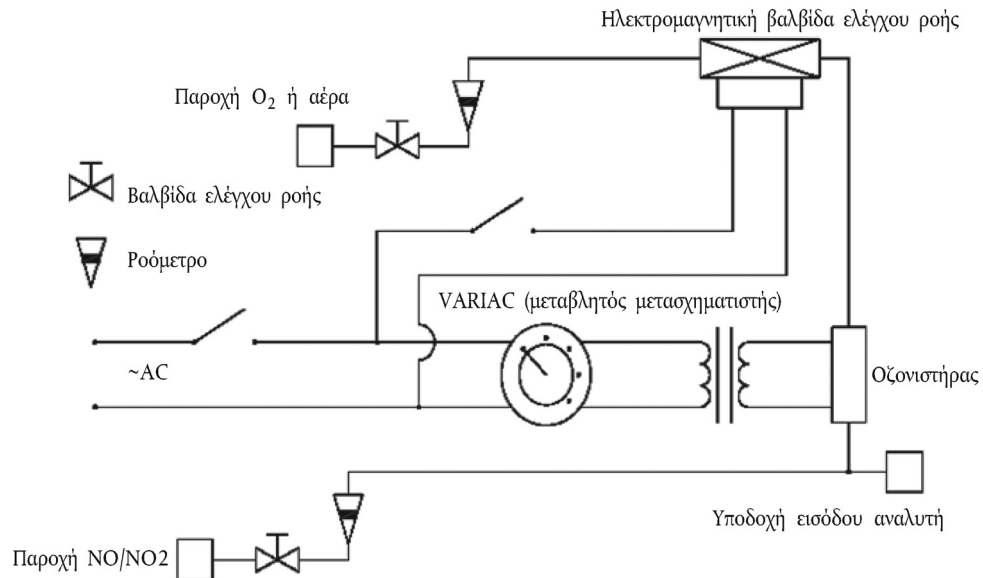 Ηλεκτρομαγνητική βαλβίδα ελέγχου ροής
Παροχή O₂ ή αέρα
Βαλβίδα ελέγχου ροής
Ροόμετρο
VARIAC (μεταβλητός μετασχηματιστής)
~AC
Οζονιστήρας
Υποδοχή εισόδου αναλυτή
Παροχή NO/NO2